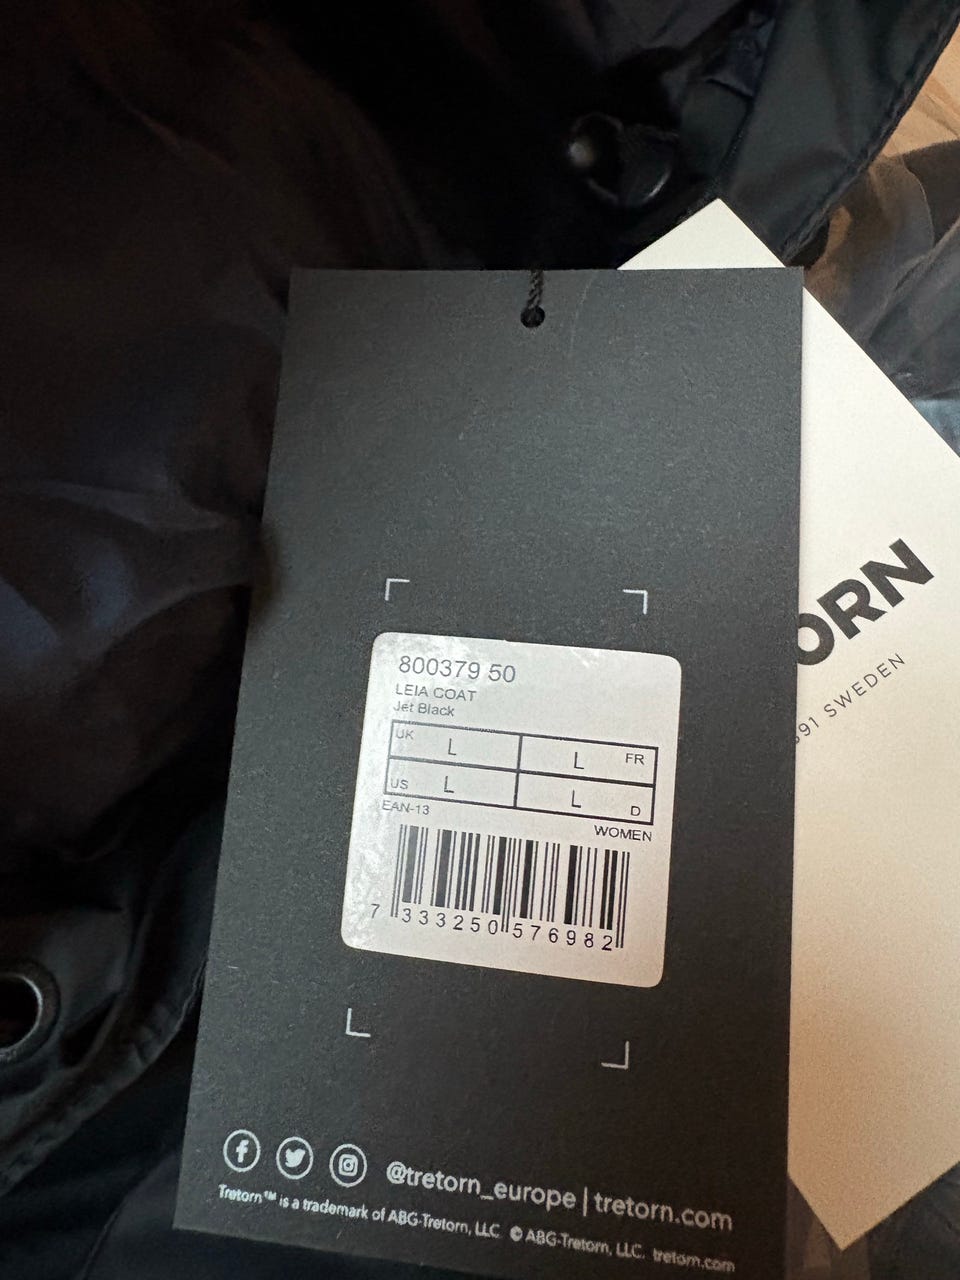 800379 50
LEIA COAT
Jet Black
UK L L FR
US L L D
EAN-13
WOMEN
7 333250 576982
ORN
891 SWEDEN
@tretorn_europe | tretorn.com
Tretorn™ is a trademark of ABG-Tretorn, LLC © ABG-Tretorn, LLC. tretorn.com